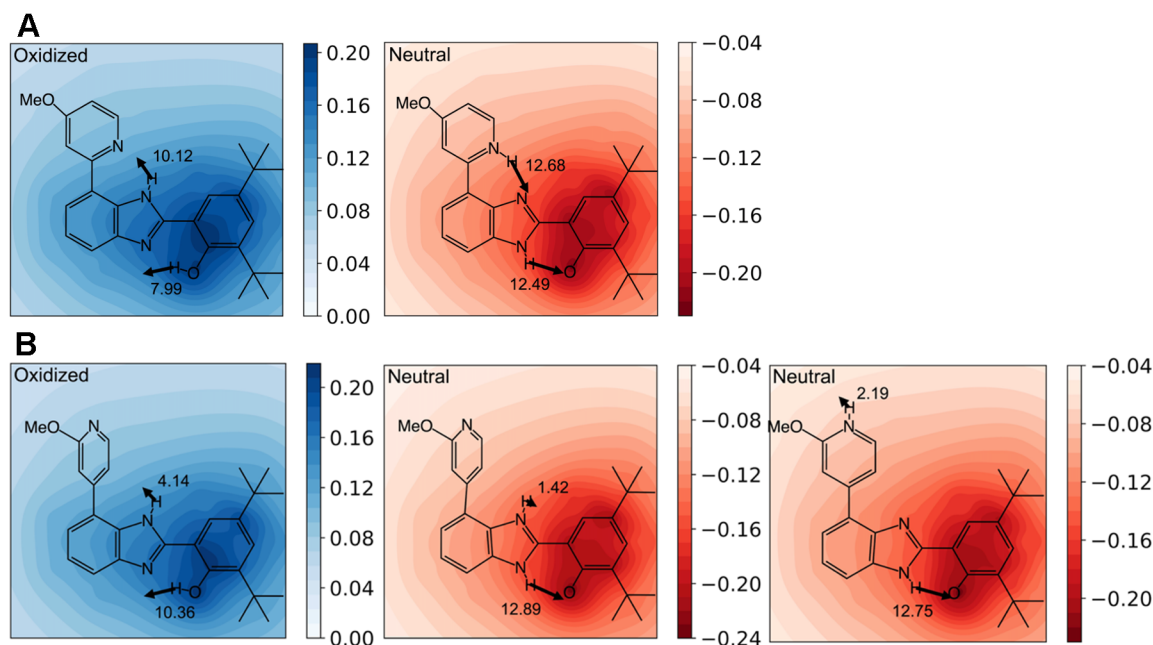 A
Oxidized
MeO
N
10.12
H
N
N
H
O
7.99
0.20
0.16
0.12
0.08
0.04
0.00
Neutral
MeO
N
H
12.68
N
N
H
O
12.49
−0.04
−0.08
−0.12
−0.16
−0.20
B
Oxidized
N
MeO
4.14
H
N
N
H
O
10.36
0.20
0.16
0.12
0.08
0.04
0.00
Neutral
N
MeO
H
1.42
N
N
H
O
12.89
−0.04
−0.08
−0.12
−0.16
−0.20
−0.24
Neutral
2.19
H
N
MeO
N
N
H
O
12.75
−0.04
−0.08
−0.12
−0.16
−0.20